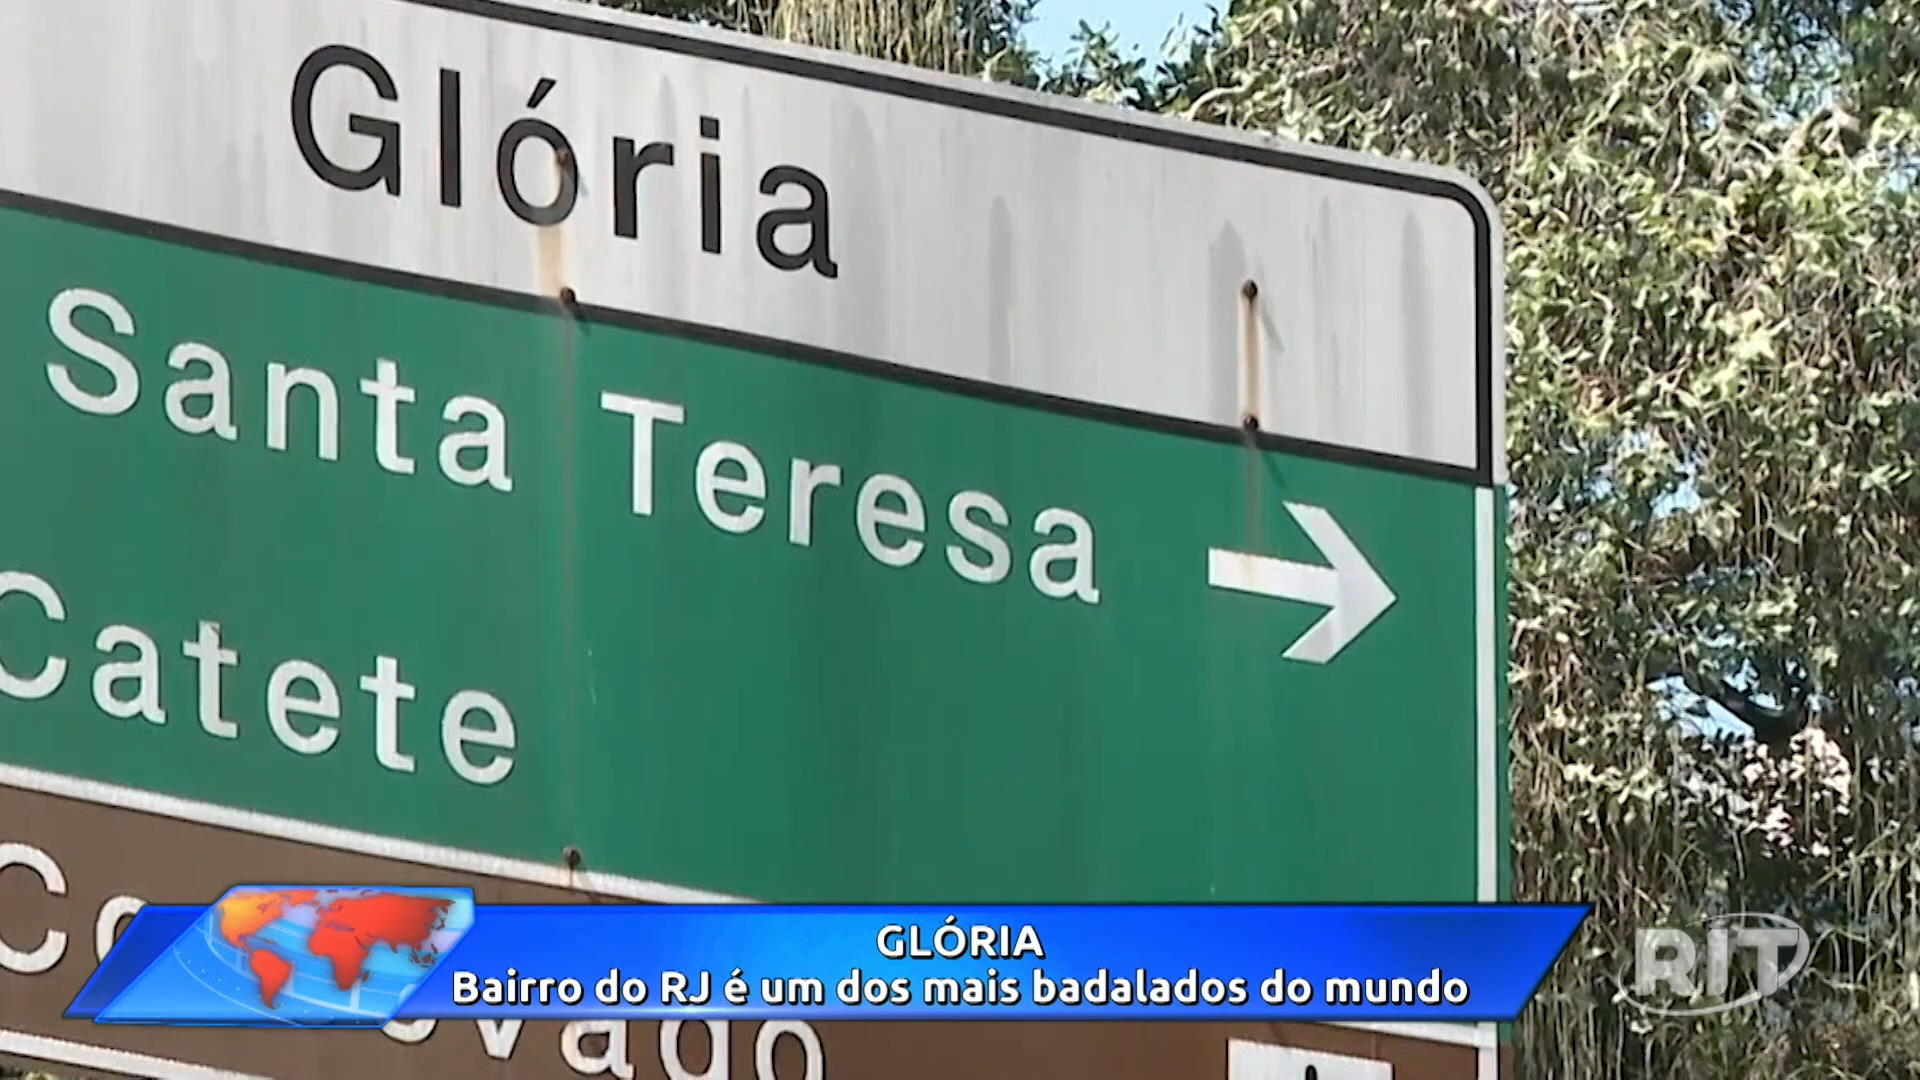 Glória
Santa Teresa
Catete
GLÓRIA
Bairro do RJ é um dos mais badalados do mundo
RIT